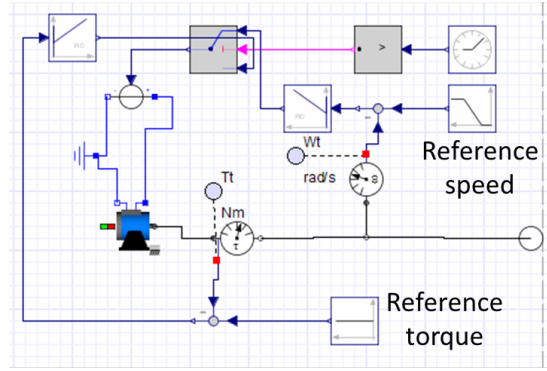 >
Wt
Reference
speed
rad/s
Tt
Nm
τ
Reference
torque